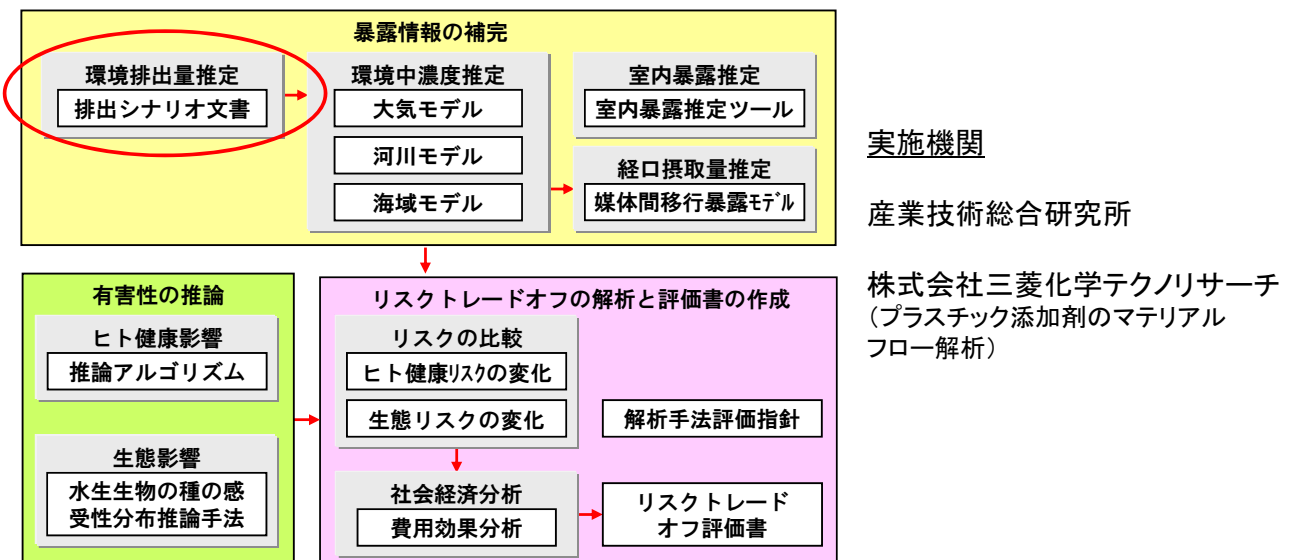 暴露情報の補完
環境排出量推定
排出シナリオ文書
環境中濃度推定
大気モデル
河川モデル
海域モデル
室内暴露推定
室内暴露推定ツール
経口摂取量推定
媒体間移行暴露ﾓﾃﾞﾙ
有害性の推論
ヒト健康影響
推論アルゴリズム
生態影響
水生生物の種の感
受性分布推論手法
リスクトレードオフの解析と評価書の作成
リスクの比較
ヒト健康ﾘｽｸの変化
生態リスクの変化
解析手法評価指針
社会経済分析
費用効果分析
リスクトレード
オフ評価書
実施機関
産業技術総合研究所
株式会社三菱化学テクノリサーチ
（プラスチック添加剤のマテリアル
フロー解析）